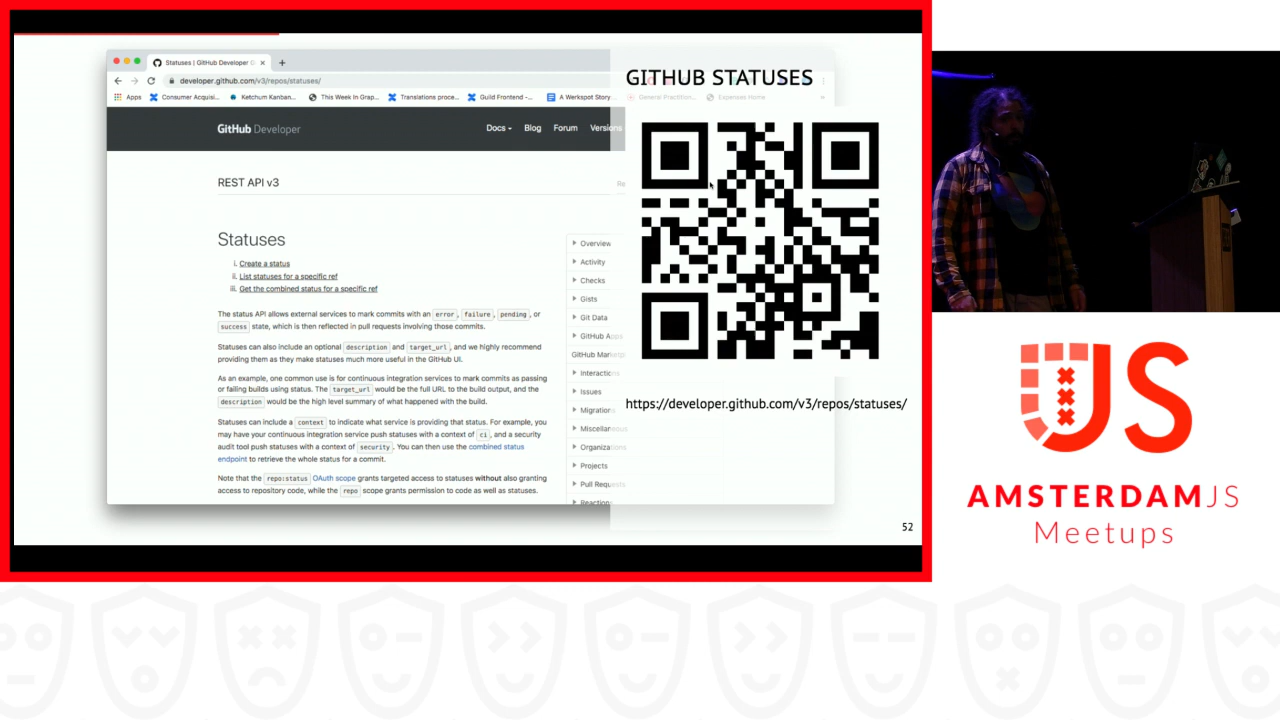 Statuses | GitHub Developer G
developer.github.com/v3/repos/statuses/
Apps
Consumer Acquisi...
Ketchum Kanban...
This Week In Grap...
Translations proce...
Guild Frontend -...
A Werkspot Story
General Practition...
Expenses Home
GitHub Developer
Docs
Blog
Forum
Versions
REST API v3
Re
Statuses
i. Create a status
ii. List statuses for a specific ref
iii. Get the combined status for a specific ref
The status API allows external services to mark commits with an error, failure, pending, or
success state, which is then reflected in pull requests involving those commits.
Statuses can also include an optional description and target_url, and we highly recommend
providing them as they make statuses much more useful in the GitHub UI.
As an example, one common use is for continuous integration services to mark commits as passing
or failing builds using status. The target_url would be the full URL to the build output, and the
description would be the high level summary of what happened with the build.
Statuses can include a context to indicate what service is providing that status. For example, you
may have your continuous integration service push statuses with a context of ci, and a security
audit tool push statuses with a context of security. You can then use the combined status
endpoint to retrieve the whole status for a commit.
Note that the repo:status OAuth scope grants targeted access to statuses without also granting
access to repository code, while the repo scope grants permission to code as well as statuses.
Overview
Activity
Checks
Gists
Git Data
GitHub Apps
GitHub Marketp
Interactions
Issues
Migration
Miscellaneous
Organizations
Projects
Pull Requests
Reactions
GITHUB STATUSES
https://developer.github.com/v3/repos/statuses/
52
JS
AMSTERDAMJS
Meetups